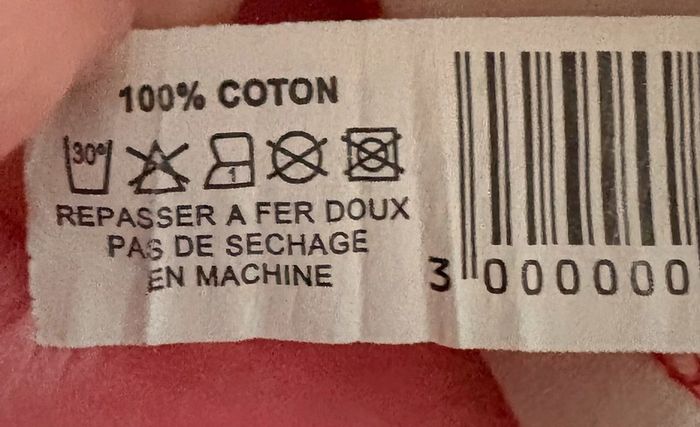 100% COTON
30°
1
REPASSER A FER DOUX
PAS DE SECHAGE
EN MACHINE
3 000000